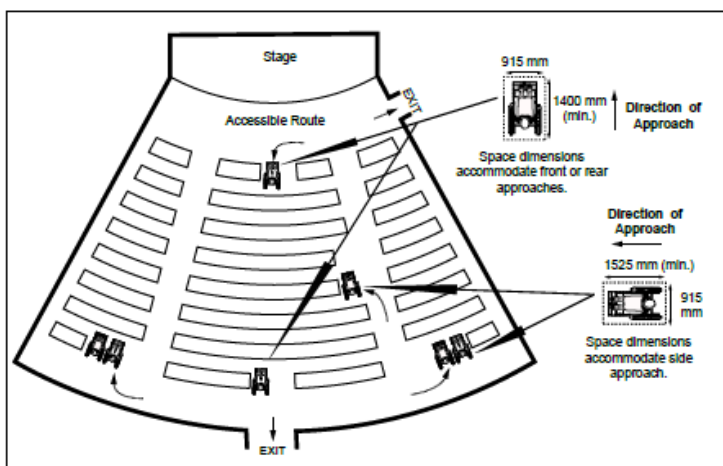 Stage
Accessible Route
EXIT
915 mm
1400 mm
(min.)
Direction of
Approach
Space dimensions
accommodate front or rear
approaches.
Direction of
Approach
1525 mm (min.)
915
mm
Space dimensions
accommodate side
approach.
EXIT